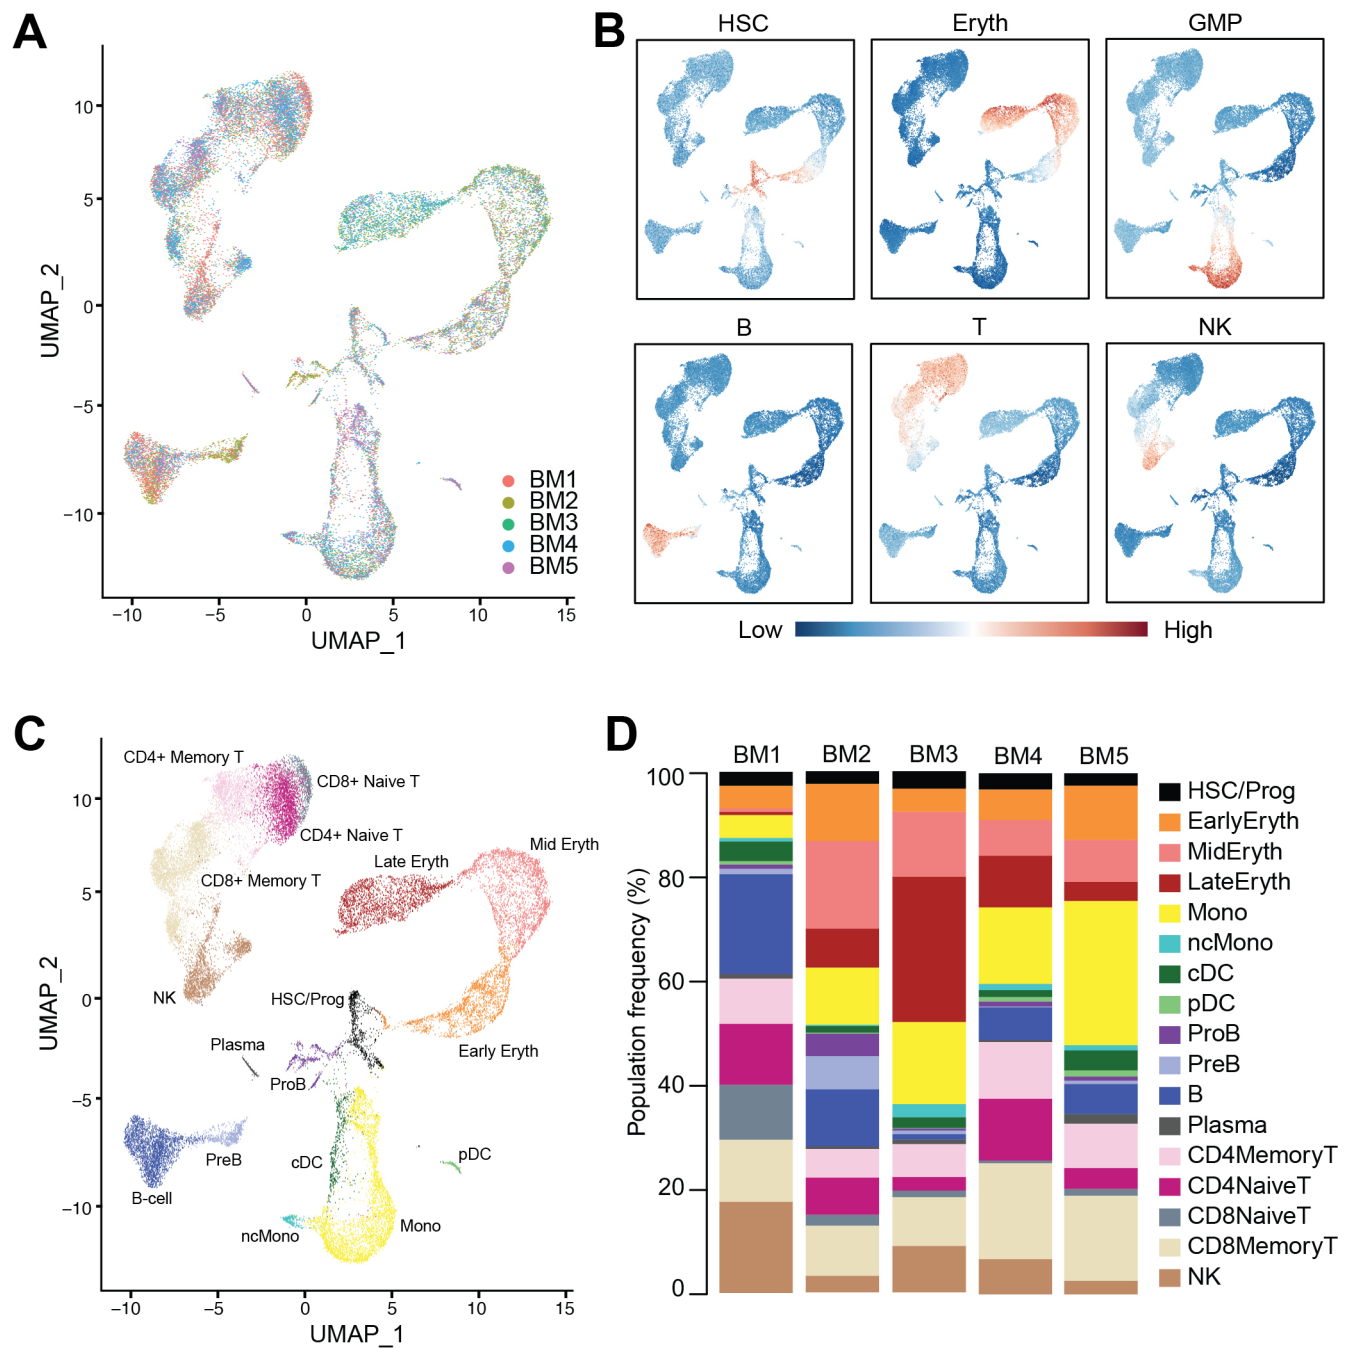 A
UMAP_2
10
5
0
−5
−10
−10
−5
0
5
10
15
UMAP_1
BM1
BM2
BM3
BM4
BM5
B
HSC
Eryth
GMP
B
T
NK
Low
High
C
UMAP_2
10
5
0
−5
−10
−10
−5
0
5
10
15
UMAP_1
CD4+ Memory T
CD8+ Naive T
CD4+ Naive T
CD8+ Memory T
NK
Late Eryth
Mid Eryth
HSC/Prog
Early Eryth
Plasma
ProB
PreB
B-cell
cDC
pDC
ncMono
Mono
D
BM1
BM2
BM3
BM4
BM5
Population frequency (%)
100
80
60
40
20
0
HSC/Prog
EarlyEryth
MidEryth
LateEryth
Mono
ncMono
cDC
pDC
ProB
PreB
B
Plasma
CD4MemoryT
CD4NaiveT
CD8NaiveT
CD8MemoryT
NK